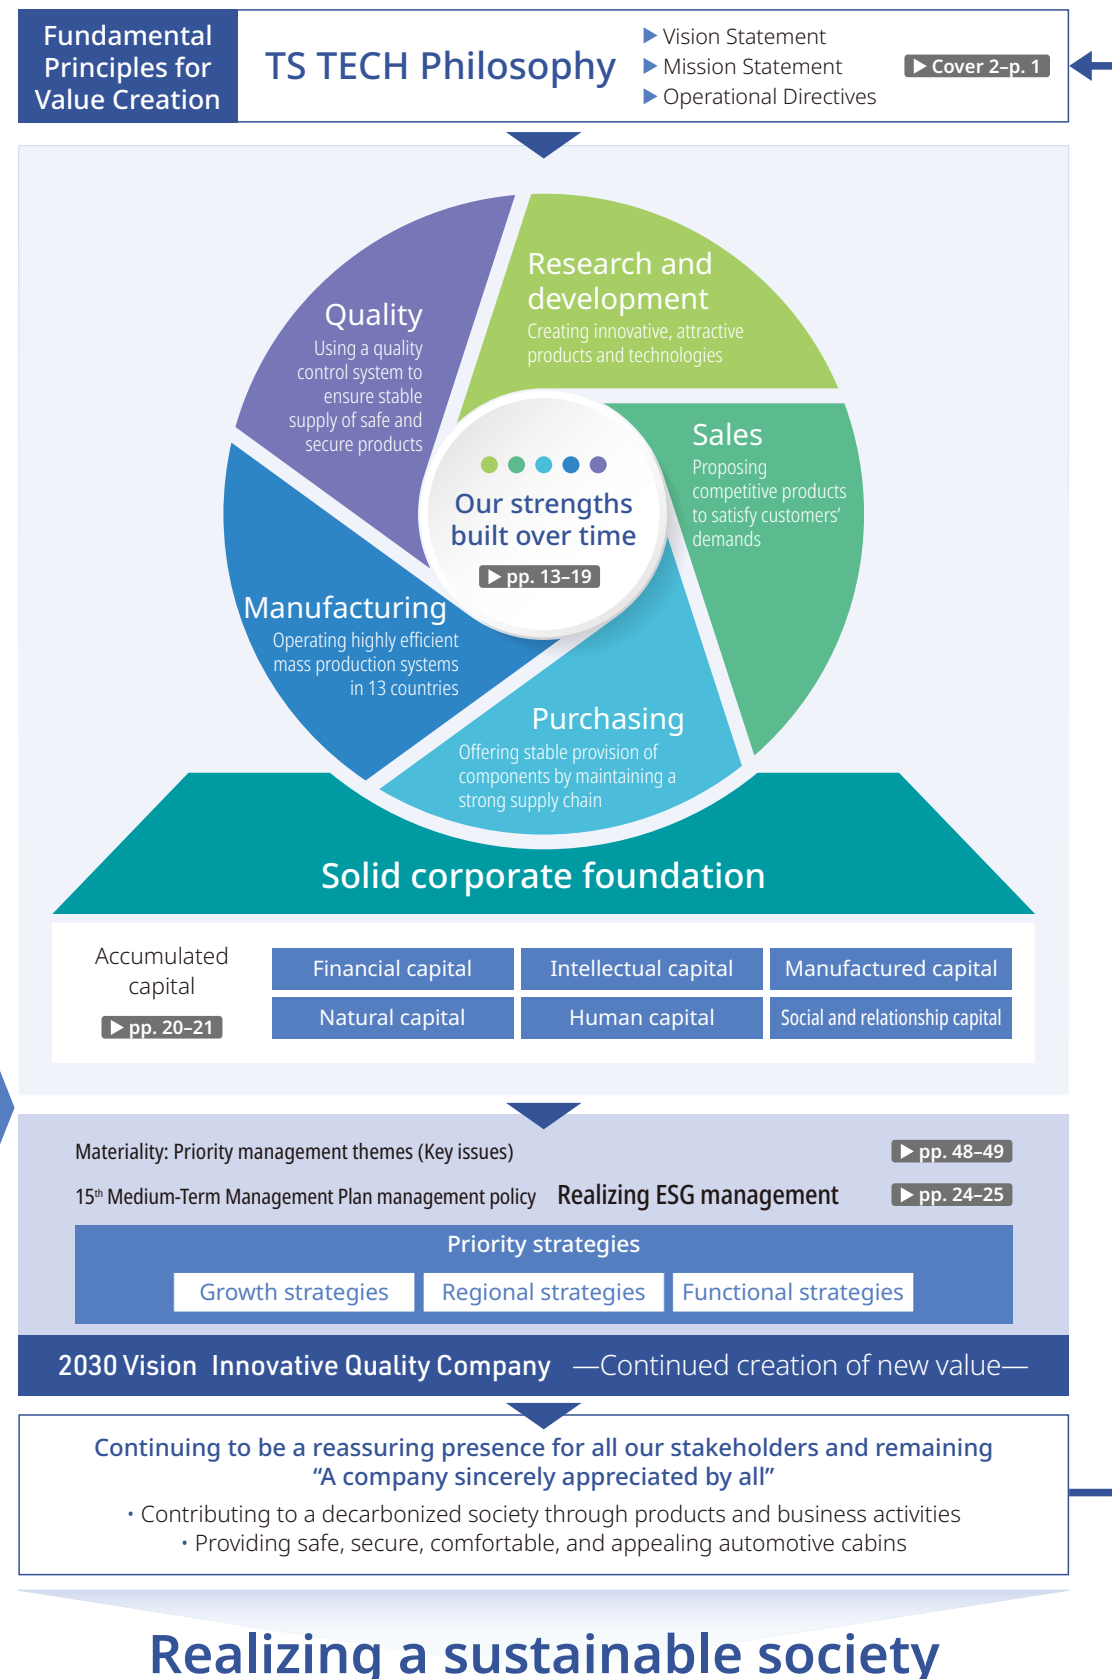 Fundamental
Principles for
Value Creation
TS TECH Philosophy
▶ Vision Statement
▶ Mission Statement
▶ Operational Directives
▶ Cover 2–p. 1
Research and
development
Creating innovative, attractive
products and technologies
Quality
Using a quality
control system to
ensure stable
supply of safe and
secure products
Sales
Proposing
competitive products
to satisfy customers’
demands
Our strengths
built over time
▶ pp. 13–19
Manufacturing
Operating highly efficient
mass production systems
in 13 countries
Purchasing
Offering stable provision of
components by maintaining a
strong supply chain
Solid corporate foundation
Accumulated
capital
▶ pp. 20–21
Financial capital
Intellectual capital
Manufactured capital
Natural capital
Human capital
Social and relationship capital
Materiality: Priority management themes (Key issues)
▶ pp. 48–49
15th Medium-Term Management Plan management policy Realizing ESG management
▶ pp. 24–25
Priority strategies
Growth strategies
Regional strategies
Functional strategies
2030 Vision Innovative Quality Company —Continued creation of new value—
Continuing to be a reassuring presence for all our stakeholders and remaining
“A company sincerely appreciated by all”
• Contributing to a decarbonized society through products and business activities
• Providing safe, secure, comfortable, and appealing automotive cabins
Realizing a sustainable society